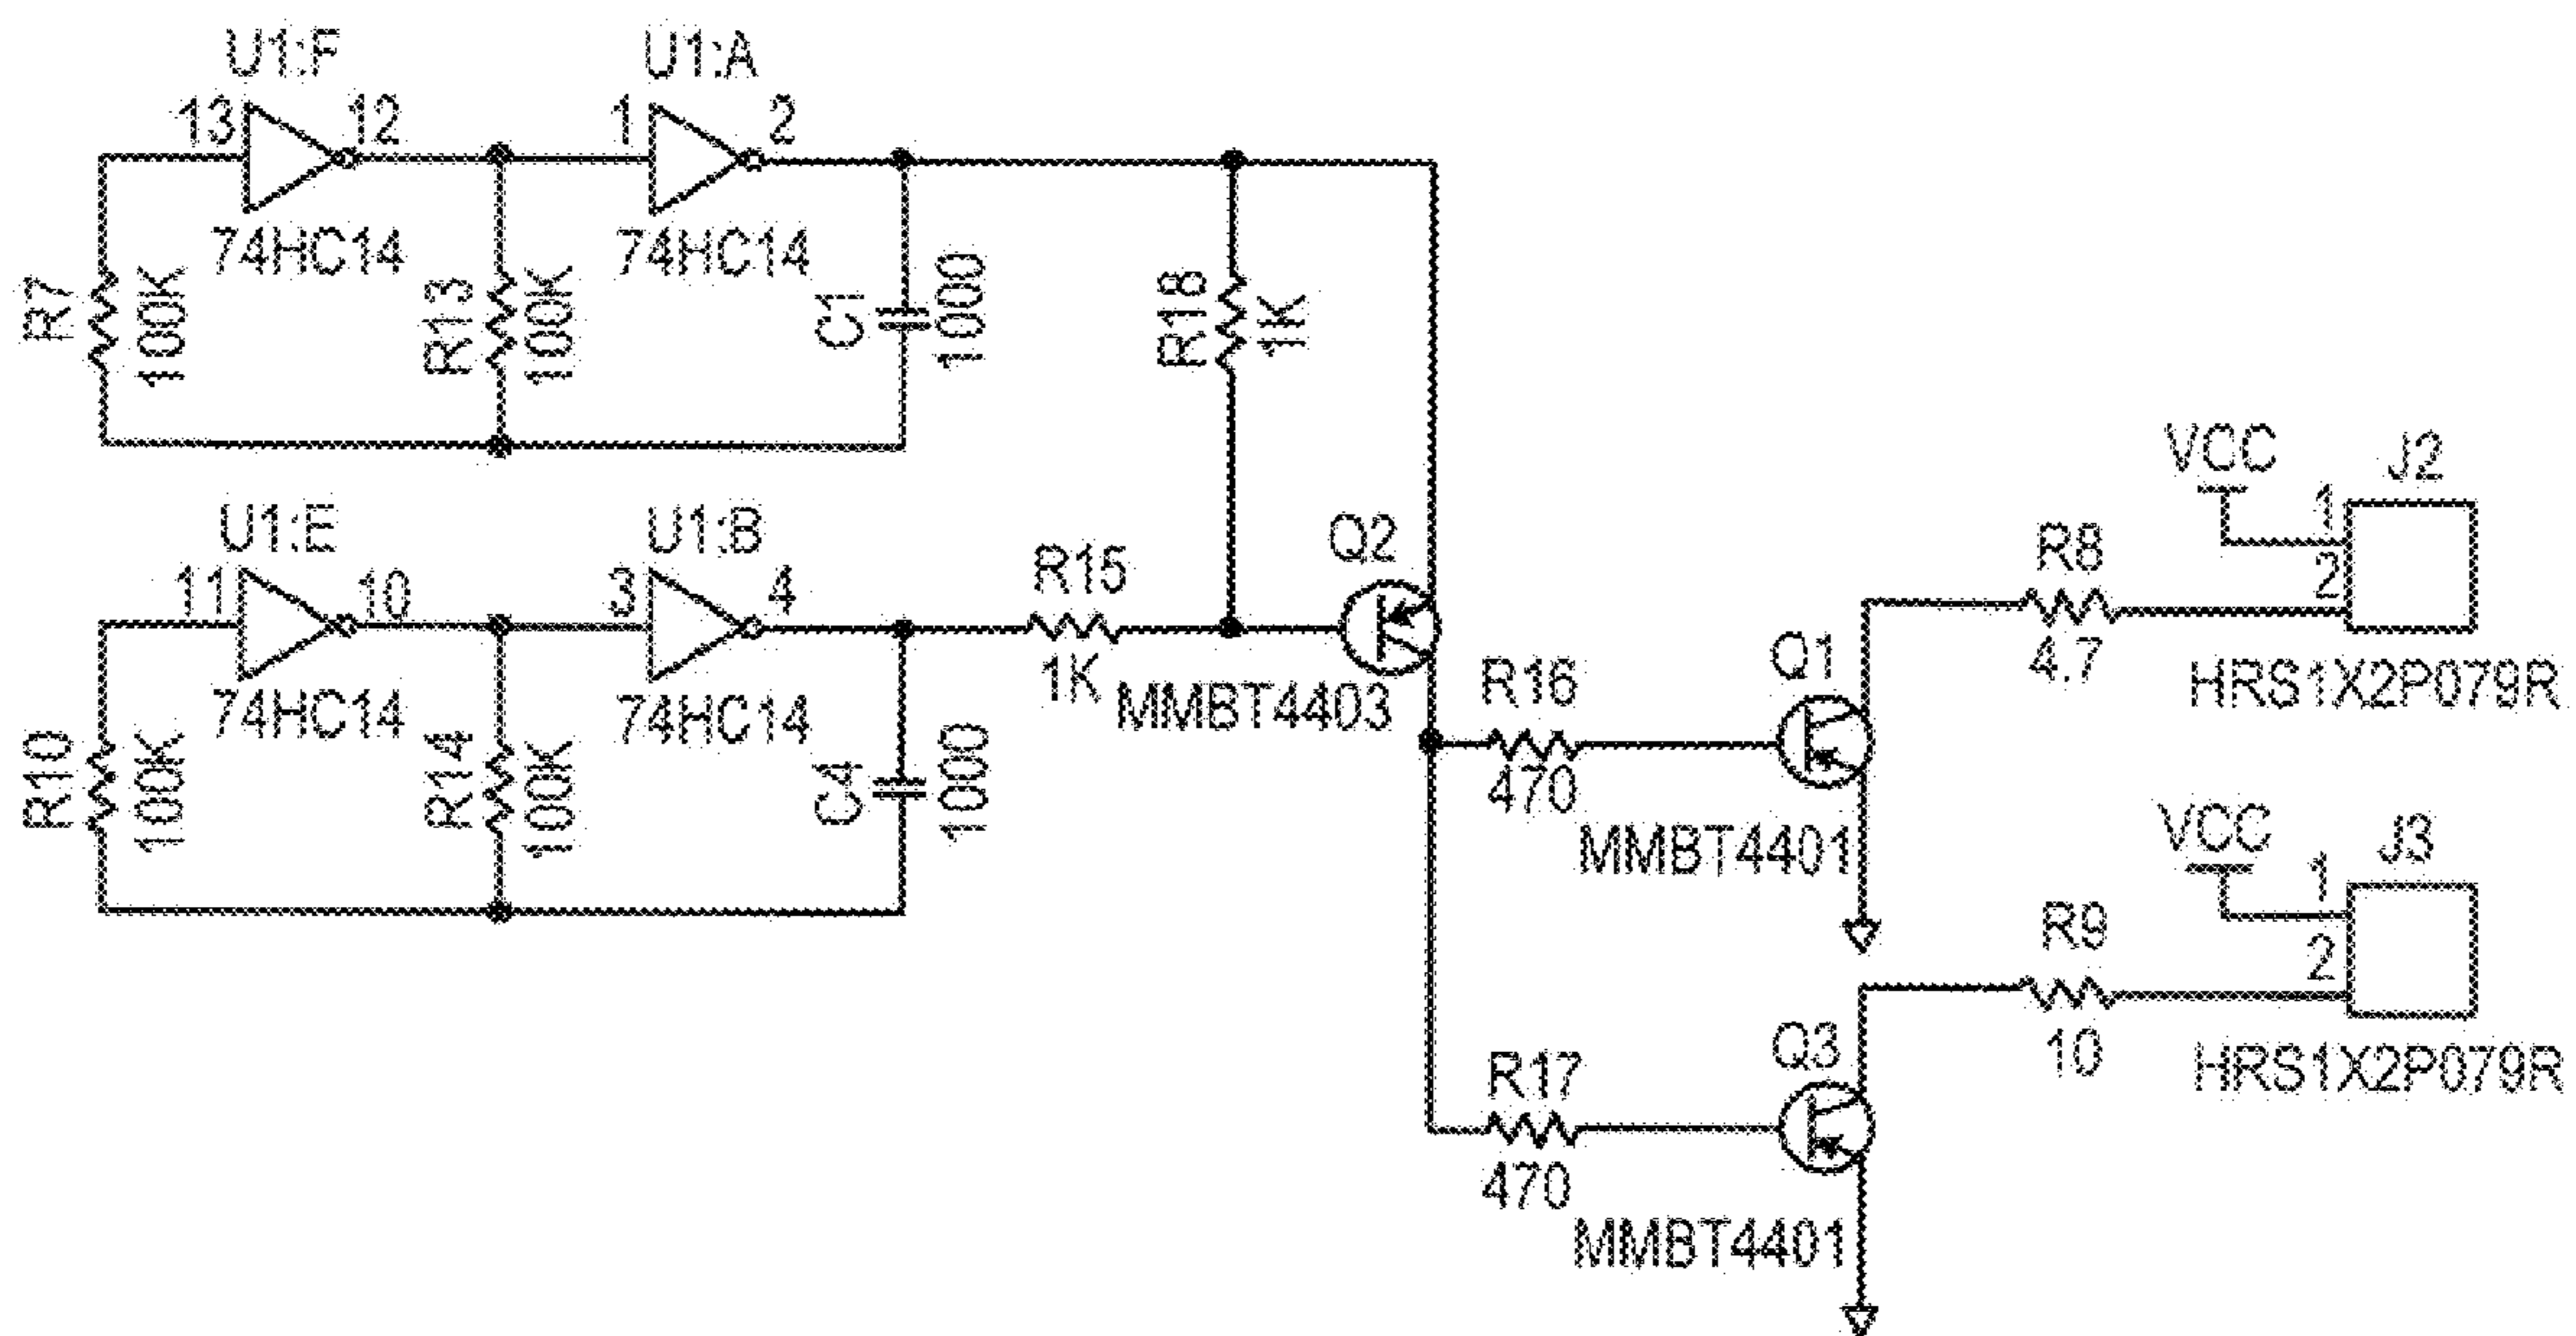 U1:F
U1:A
13
12
1
2
74HC14
74HC14
R7
100K
R13
100K
C1
1000
R18
1K
U1:E
U1:B
11
10
3
4
74HC14
74HC14
R10
100K
R14
100K
C4
1000
R15
1K
Q2
MMBT4403
R16
470
Q1
MMBT4401
R8
4.7
VCC
J2
1
2
HRS1X2P079R
R17
470
Q3
MMBT4401
R9
10
VCC
J3
1
2
HRS1X2P079R